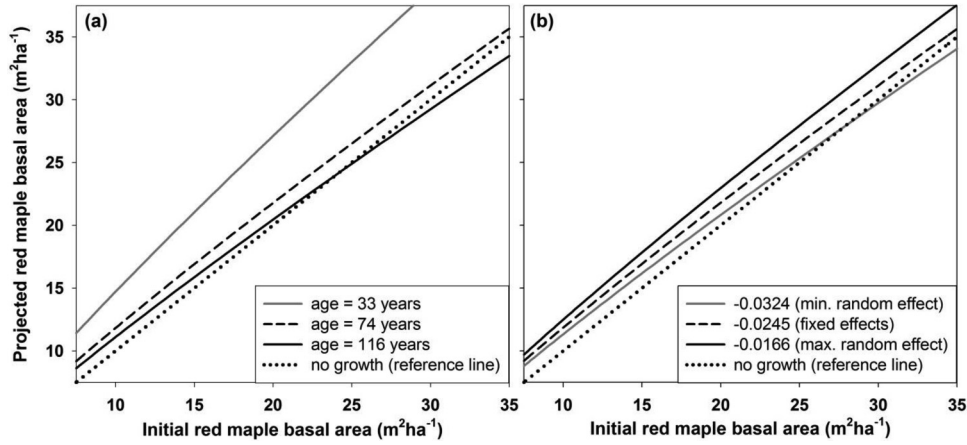 (a)
(b)
Projected red maple basal area (m²ha⁻¹)
35
30
25
20
15
10
age = 33 years
age = 74 years
age = 116 years
no growth (reference line)
-0.0324 (min. random effect)
-0.0245 (fixed effects)
-0.0166 (max. random effect)
no growth (reference line)
10 15 20 25 30 35
10 15 20 25 30 35
Initial red maple basal area (m²ha⁻¹)
Initial red maple basal area (m²ha⁻¹)